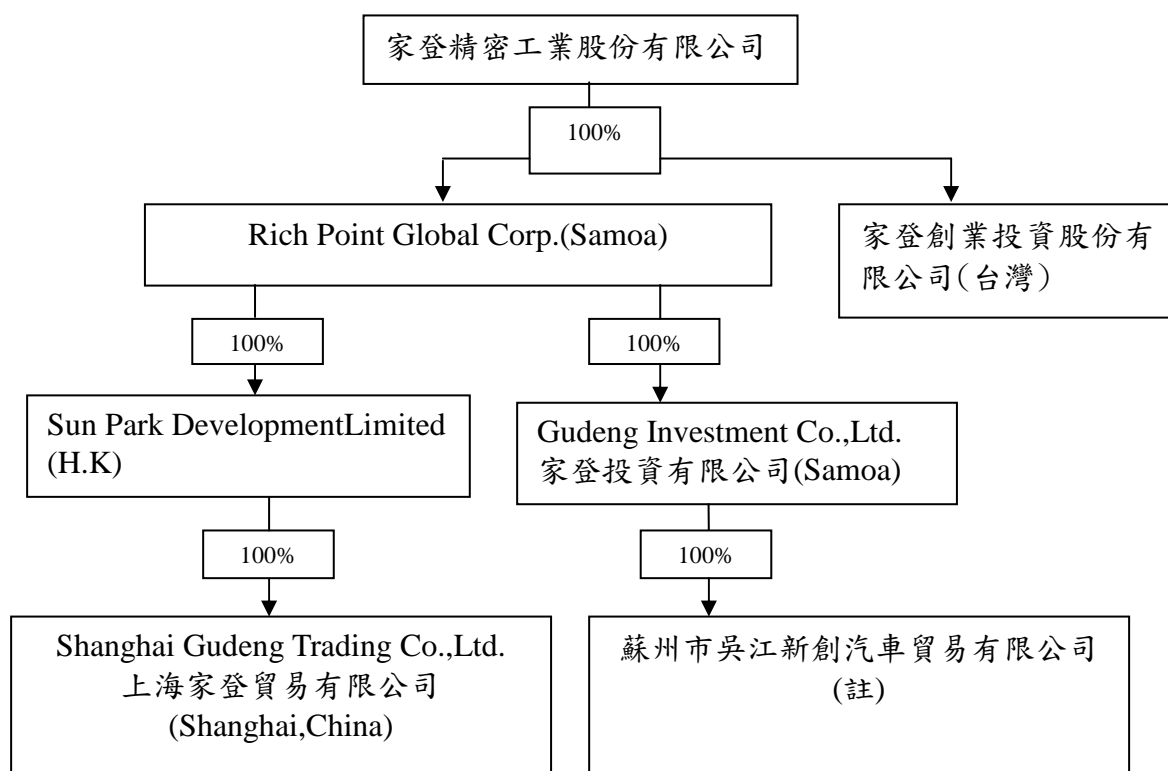 家登精密工業股份有限公司
100%
Rich Point Global Corp.(Samoa)
家登創業投資股份有
限公司(台灣)
100%
100%
Sun Park DevelopmentLimited
(H.K)
Gudeng Investment Co.,Ltd.
家登投資有限公司(Samoa)
100%
100%
Shanghai Gudeng Trading Co.,Ltd.
上海家登貿易有限公司
(Shanghai,China)
蘇州市吳江新創汽車貿易有限公司
(註)